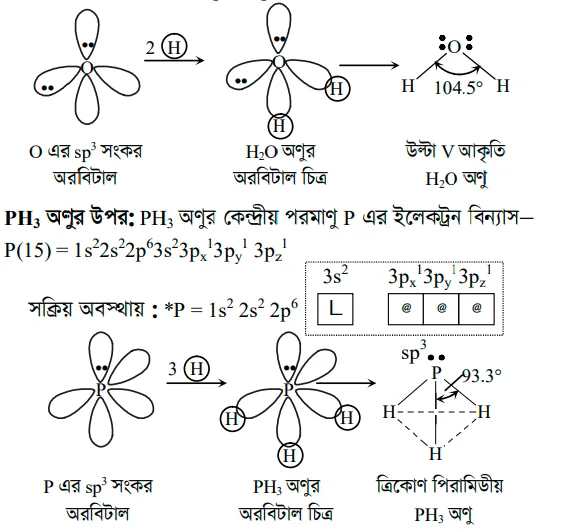 O 2 H O H H O H H 104.5°
O এর sp³ সংকর H₂O অণুর উল্টা V আকৃতি
অরবিটাল অরবিটাল চিত্র H₂O অণু
PH₃ অণুর উপর: PH₃ অণুর কেন্দ্রীয় পরমাণু P এর ইলেকট্রন বিন্যাস–
P(15) = 1s²2s²2p⁶3s²3pₓ¹3pᵧ¹ 3p_z¹
3s² 3pₓ¹3pᵧ¹3p_z¹
সক্রিয় অবস্থায় : *P = 1s² 2s² 2p⁶ L @ @ @
P 3 H P H H H sp³ P 93.3° H H H
P এর sp³ সংকর PH₃ অণুর ত্রিকোণ পিরামিডীয়
অরবিটাল অরবিটাল চিত্র PH₃ অণু